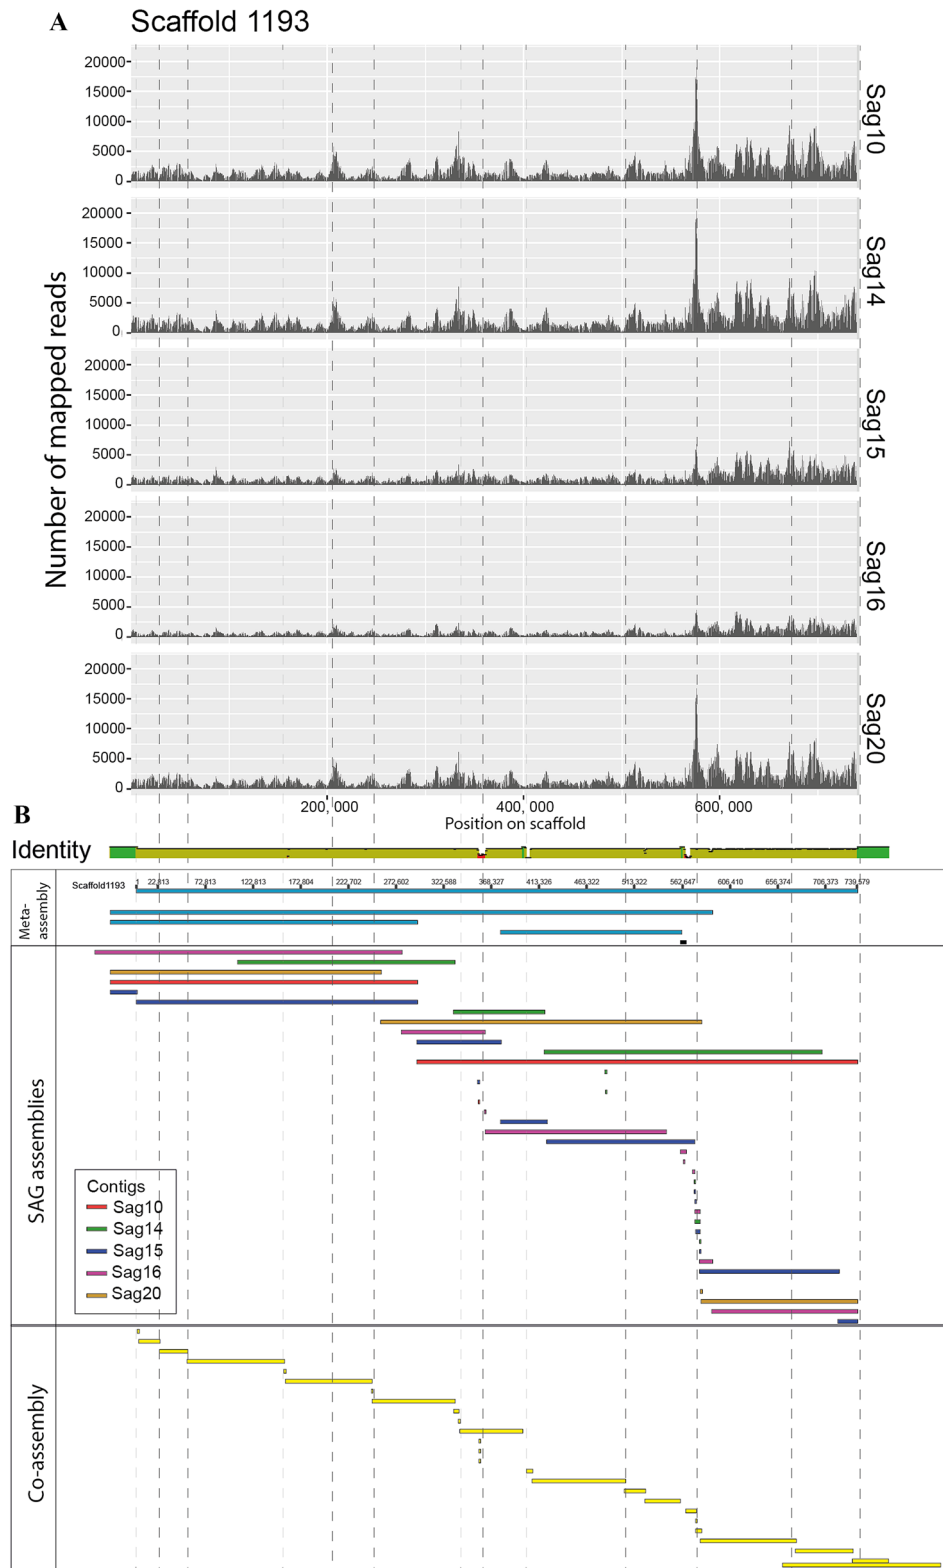 A
Scaffold 1193
Number of mapped reads
20000
15000
10000
5000
0
Sag10
20000
15000
10000
5000
0
Sag14
20000
15000
10000
5000
0
Sag15
20000
15000
10000
5000
0
Sag16
20000
15000
10000
5000
0
Sag20
200, 000 400, 000 600, 000
Position on scaffold
B
Identity
Meta-
assembly
Scaffold1193 1 22,813 72,813 122,813 172,804 222,702 272,602 322,588 368,327 413,326 463,322 513,322 562,647 606,410 656,374 706,373 739,579
SAG assemblies
Contigs
Sag10
Sag14
Sag15
Sag16
Sag20
Co-assembly